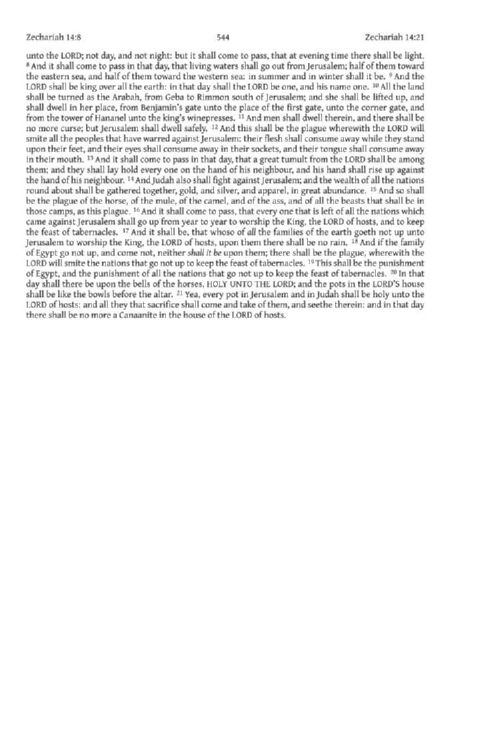 Zechariah 14:8 544 Zechariah 14:21
unto the LORD; not day, and not night: but it shall come to pass, that at evening time there shall be light.
8 And it shall come to pass in that day, that living waters shall go out from Jerusalem; half of them toward
the eastern sea, and half of them toward the western sea: in summer and in winter shall it be. 9 And the
LORD shall be king over all the earth: in that day shall the LORD be one, and his name one. 10 All the land
shall be turned as the Arabah, from Geba to Rimmon south of Jerusalem; and she shall be lifted up, and
shall dwell in her place, from Benjamin's gate unto the place of the first gate, unto the corner gate, and
from the tower of Hananel unto the king's winepresses. 11 And men shall dwell therein, and there shall be
no more curse; but Jerusalem shall dwell safely. 12 And this shall be the plague wherewith the LORD will
smite all the peoples that have warred against Jerusalem: their flesh shall consume away while they stand
upon their feet, and their eyes shall consume away in their sockets, and their tongue shall consume away
in their mouth. 13 And it shall come to pass in that day, that a great tumult from the LORD shall be among
them; and they shall lay hold every one on the hand of his neighbour, and his hand shall rise up against
the hand of his neighbour. 14 And Judah also shall fight against Jerusalem; and the wealth of all the nations
round about shall be gathered together, gold, and silver, and apparel, in great abundance. 15 And so shall
be the plague of the horse, of the mule, of the camel, and of the ass, and of all the beasts that shall be in
those camps, as this plague. 16 And it shall come to pass, that every one that is left of all the nations which
came against Jerusalem shall go up from year to year to worship the King, the LORD of hosts, and to keep
the feast of tabernacles. 17 And it shall be, that whoso of all the families of the earth goeth not up unto
Jerusalem to worship the King, the LORD of hosts, upon them there shall be no rain. 18 And if the family
of Egypt go not up, and come not, neither shall it be upon them; there shall be the plague, wherewith the
LORD will smite the nations that go not up to keep the feast of tabernacles. 19 This shall be the punishment
of Egypt, and the punishment of all the nations that go not up to keep the feast of tabernacles. 20 In that
day shall there be upon the bells of the horses, HOLY UNTO THE LORD; and the pots in the LORD'S house
shall be like the bowls before the altar. 21 Yea, every pot in Jerusalem and in Judah shall be holy unto the
LORD of hosts: and all they that sacrifice shall come and take of them, and seethe therein: and in that day
there shall be no more a Canaanite in the house of the LORD of hosts.